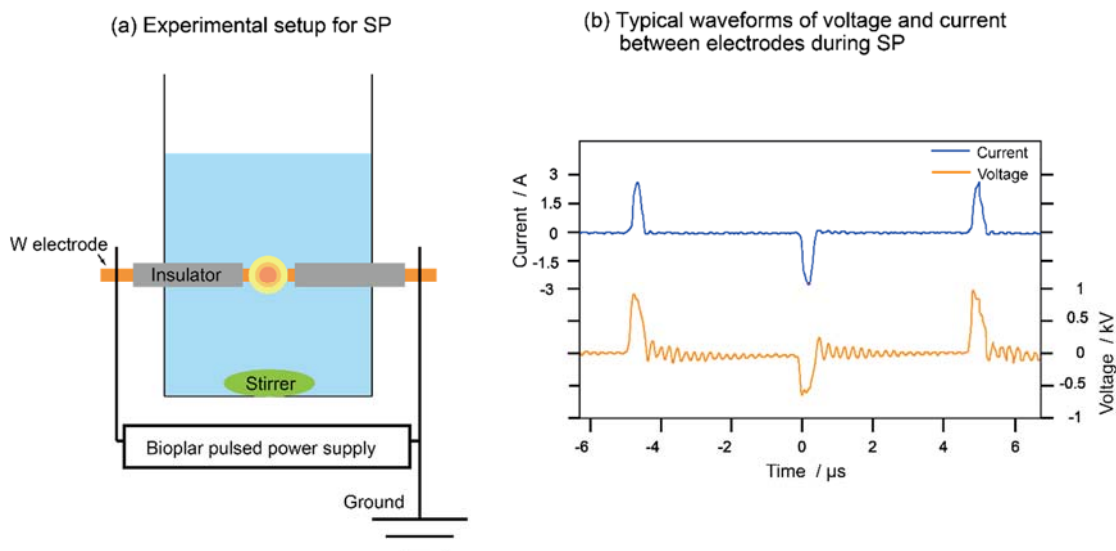 (a) Experimental setup for SP
W electrode
Insulator
Stirrer
Bioplar pulsed power supply
Ground
(b) Typical waveforms of voltage and current
between electrodes during SP
Current
Voltage
Current / A
3
1.5
0
-1.5
-3
1
0.5
0
-0.5
-1
Voltage / kV
-6 -4 -2 0 2 4 6
Time / μs